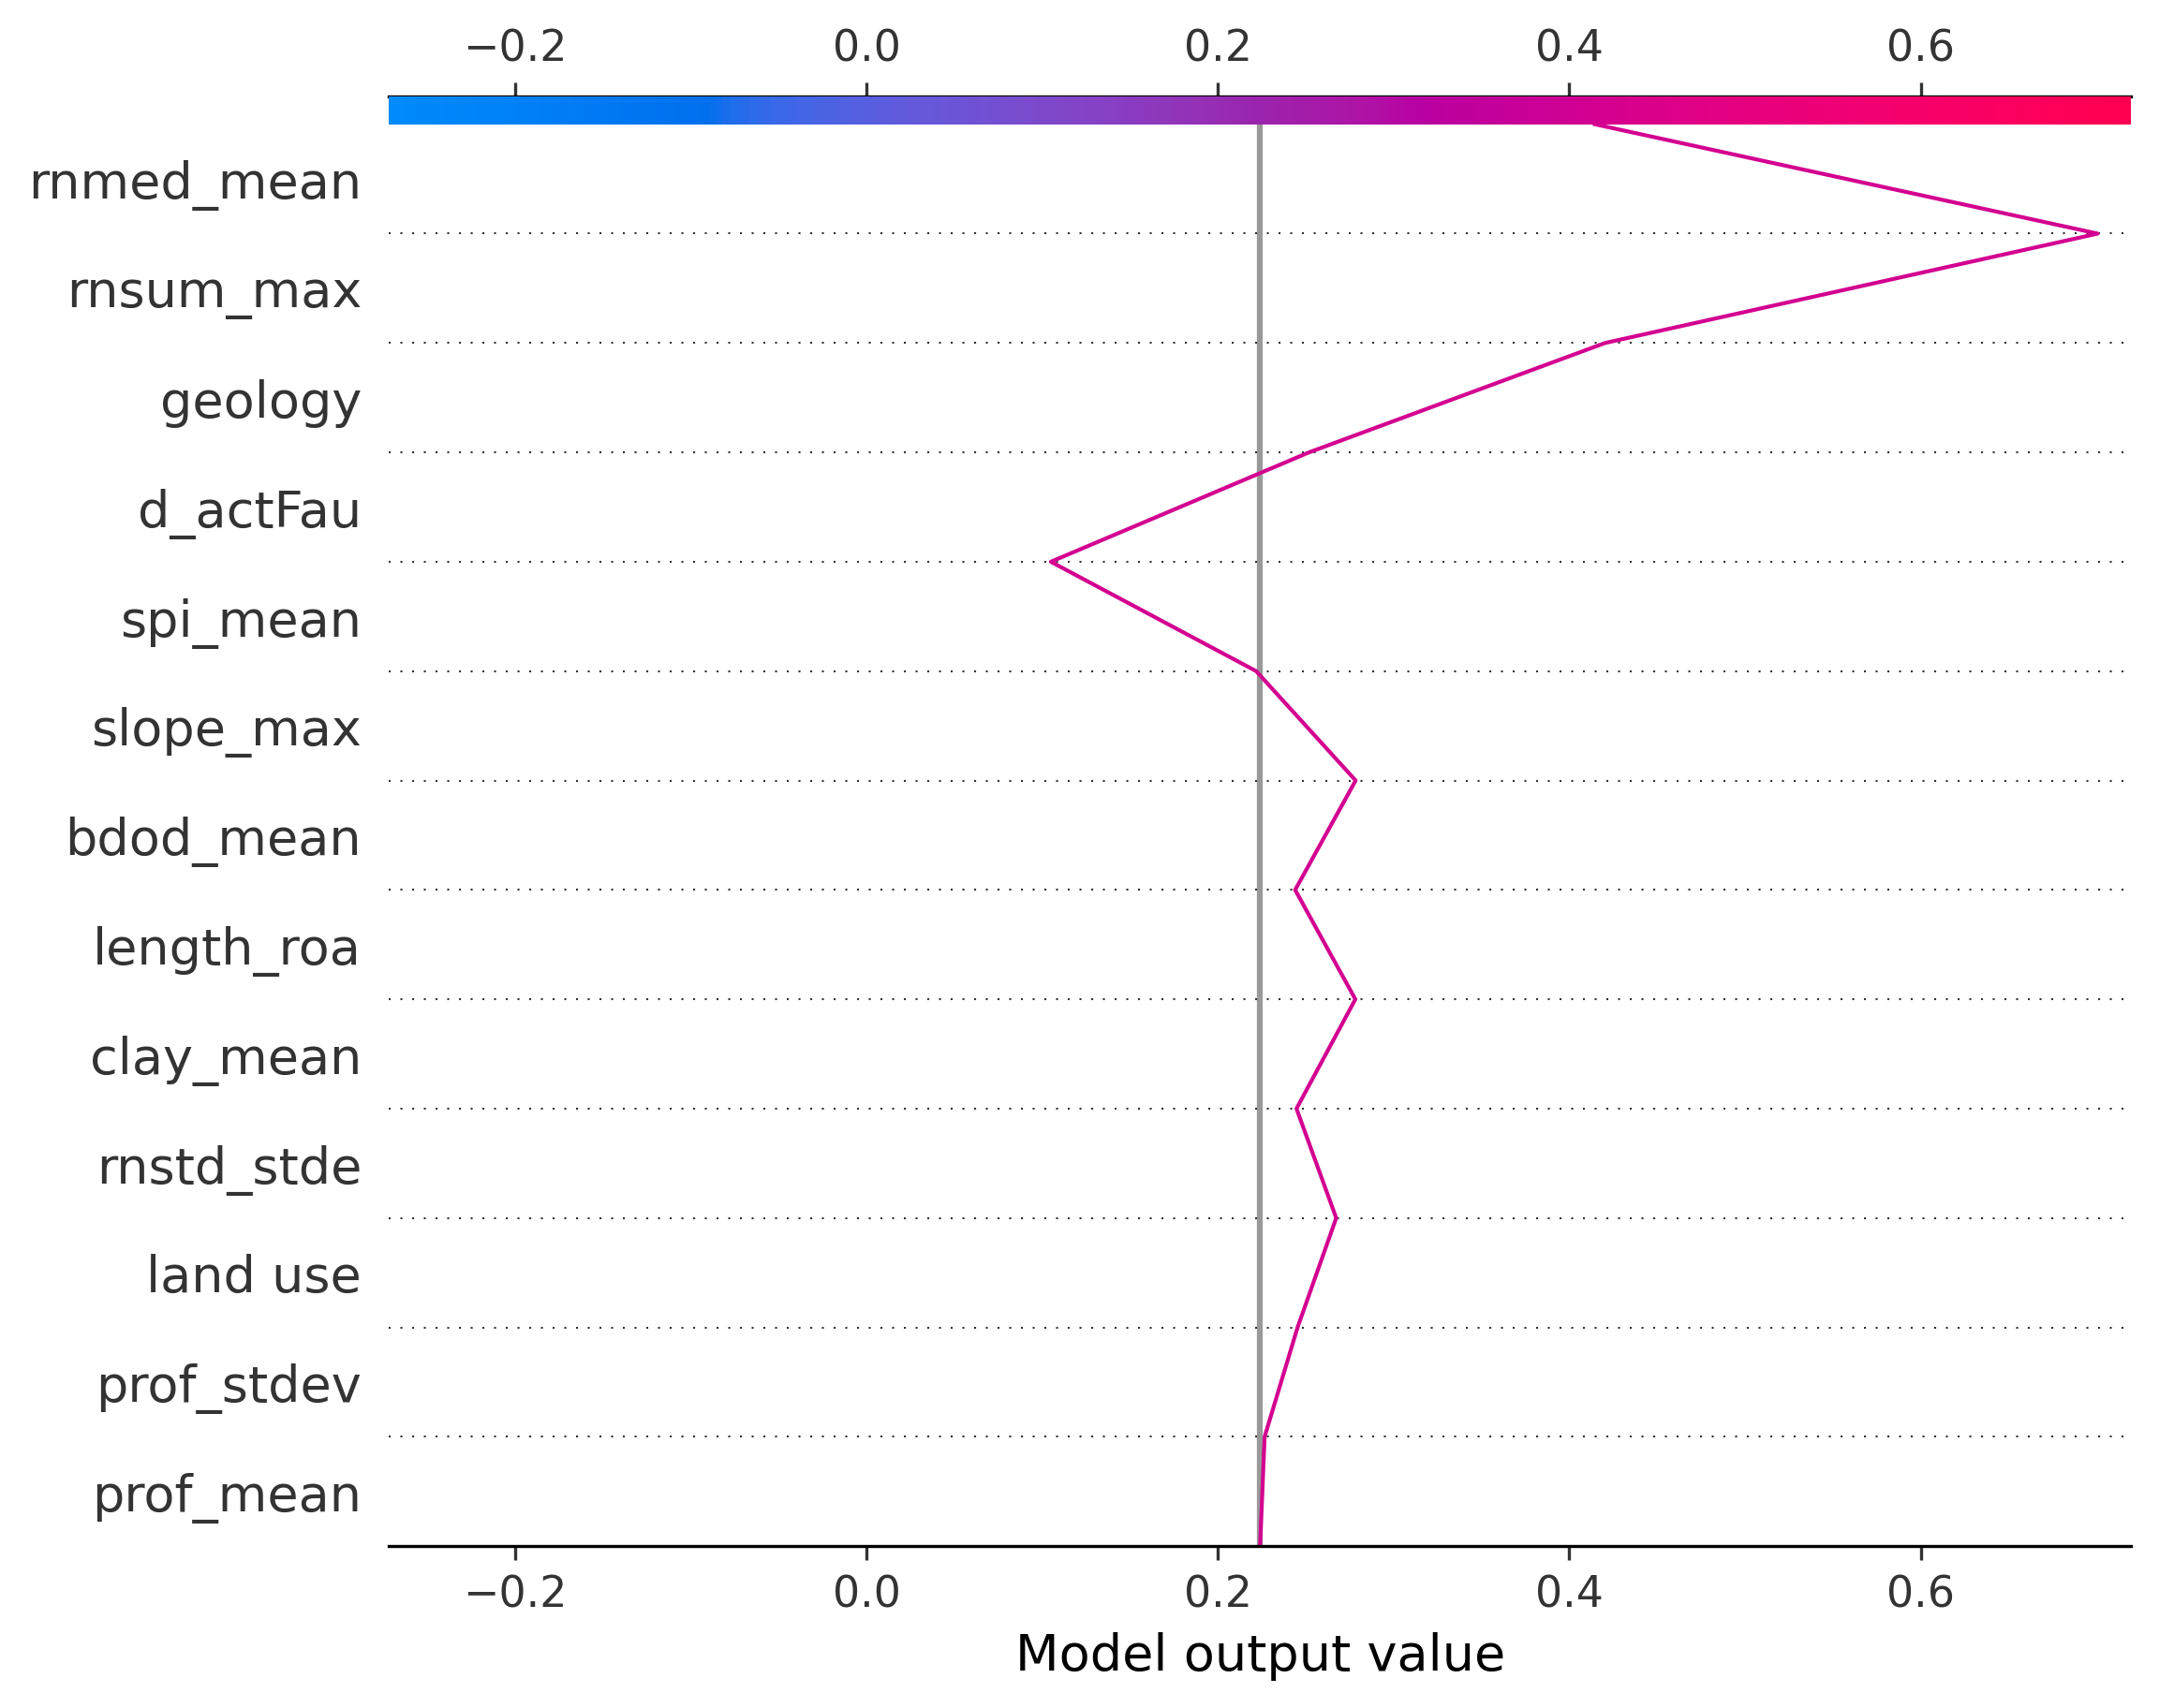 −0.2 0.0 0.2 0.4 0.6
rnmed_mean
rnsum_max
geology
d_actFau
spi_mean
slope_max
bdod_mean
length_roa
clay_mean
rnstd_stde
land use
prof_stdev
prof_mean
−0.2 0.0 0.2 0.4 0.6
Model output value